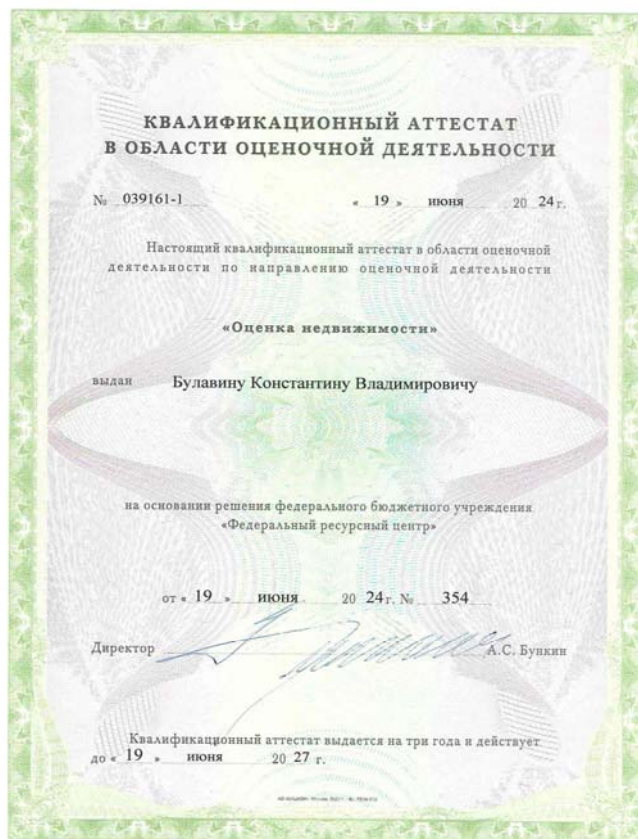 КВАЛИФИКАЦИОННЫЙ АТТЕСТАТ
В ОБЛАСТИ ОЦЕНОЧНОЙ ДЕЯТЕЛЬНОСТИ
№ 039161-1 « 19 » июня 20 24 г.
Настоящий квалификационный аттестат в области оценочной
деятельности по направлению оценочной деятельности
«Оценка недвижимости»
выдан Булавину Константину Владимировичу
на основании решения федерального бюджетного учреждения
«Федеральный ресурсный центр»
от « 19 » июня 20 24 г. № 354
Директор А.С. Бункин
Квалификационный аттестат выдается на три года и действует
до « 19 » июня 20 27 г.